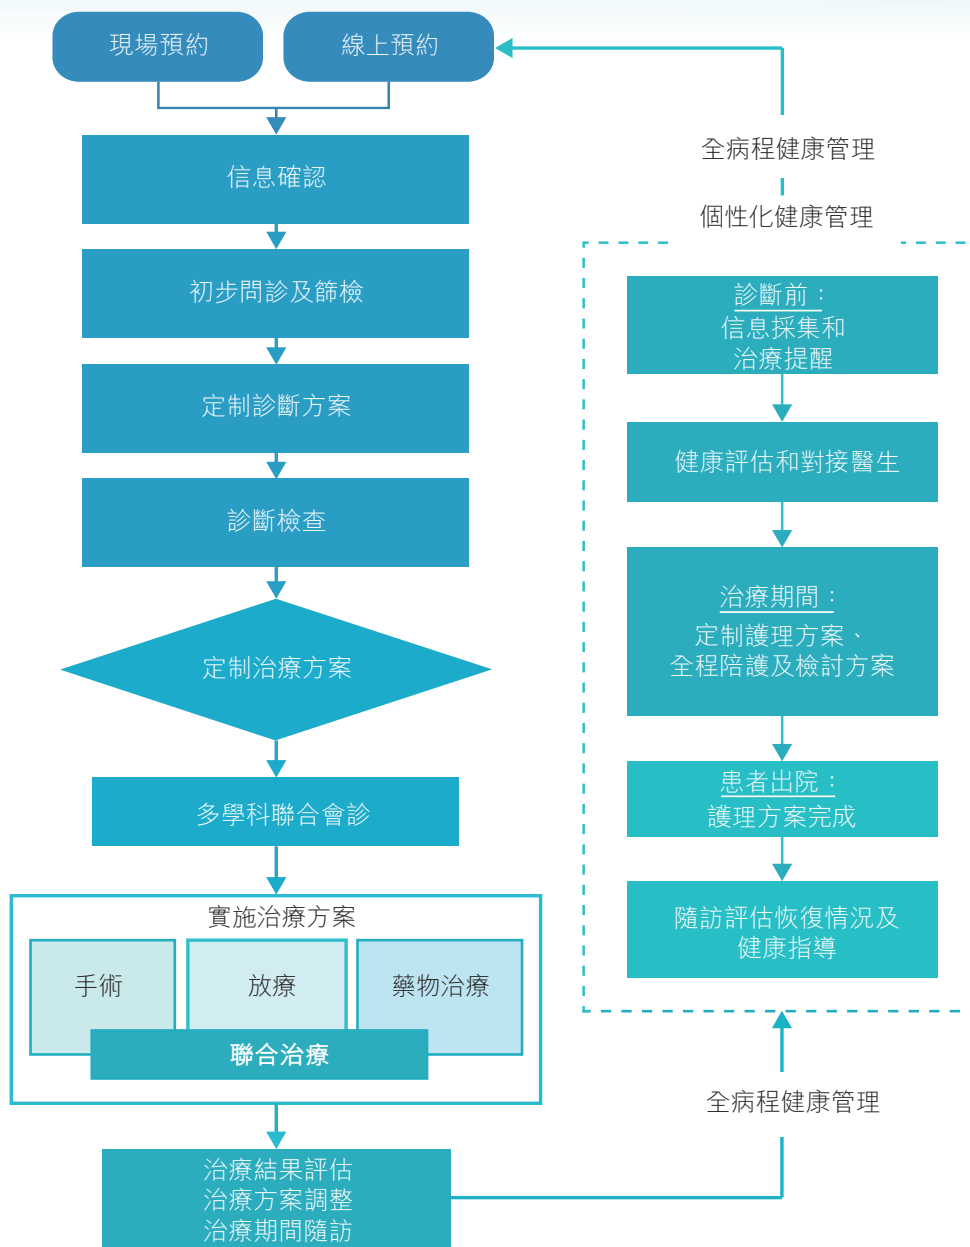 現場預約
線上預約
信息確認
初步問診及篩檢
定制診斷方案
診斷檢查
定制治療方案
多學科聯合會診
實施治療方案
手術
放療
藥物治療
聯合治療
治療結果評估
治療方案調整
治療期間隨訪
全病程健康管理
個性化健康管理
診斷前：
信息採集和
治療提醒
健康評估和對接醫生
治療期間：
定制護理方案、
全程陪護及檢討方案
患者出院：
護理方案完成
隨訪評估恢復情況及
健康指導
全病程健康管理